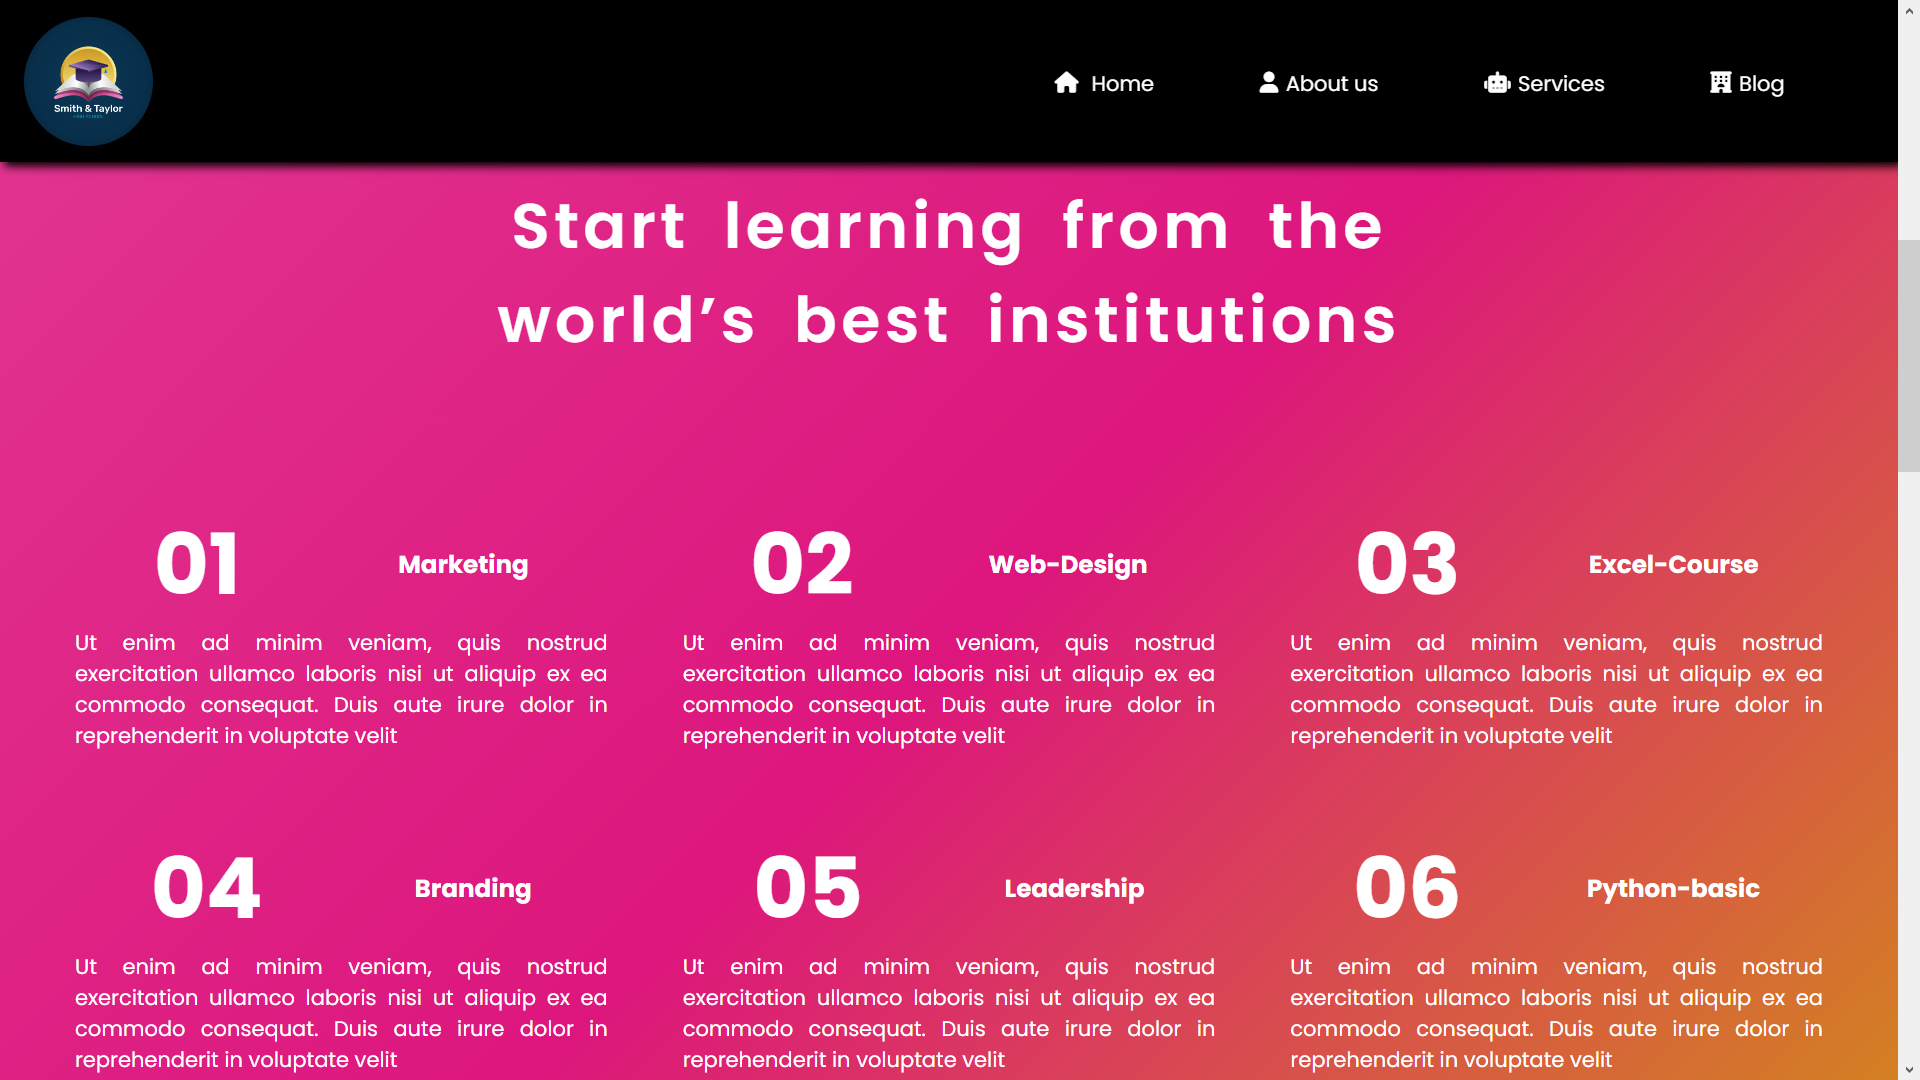 Smith & Taylor
HIGH SCHOOL
Home
About us
Services
Blog
Start learning from the
world’s best institutions
01
Marketing
Ut enim ad minim veniam, quis nostrud
exercitation ullamco laboris nisi ut aliquip ex ea
commodo consequat. Duis aute irure dolor in
reprehenderit in voluptate velit
02
Web-Design
Ut enim ad minim veniam, quis nostrud
exercitation ullamco laboris nisi ut aliquip ex ea
commodo consequat. Duis aute irure dolor in
reprehenderit in voluptate velit
03
Excel-Course
Ut enim ad minim veniam, quis nostrud
exercitation ullamco laboris nisi ut aliquip ex ea
commodo consequat. Duis aute irure dolor in
reprehenderit in voluptate velit
04
Branding
Ut enim ad minim veniam, quis nostrud
exercitation ullamco laboris nisi ut aliquip ex ea
commodo consequat. Duis aute irure dolor in
reprehenderit in voluptate velit
05
Leadership
Ut enim ad minim veniam, quis nostrud
exercitation ullamco laboris nisi ut aliquip ex ea
commodo consequat. Duis aute irure dolor in
reprehenderit in voluptate velit
06
Python-basic
Ut enim ad minim veniam, quis nostrud
exercitation ullamco laboris nisi ut aliquip ex ea
commodo consequat. Duis aute irure dolor in
reprehenderit in voluptate velit